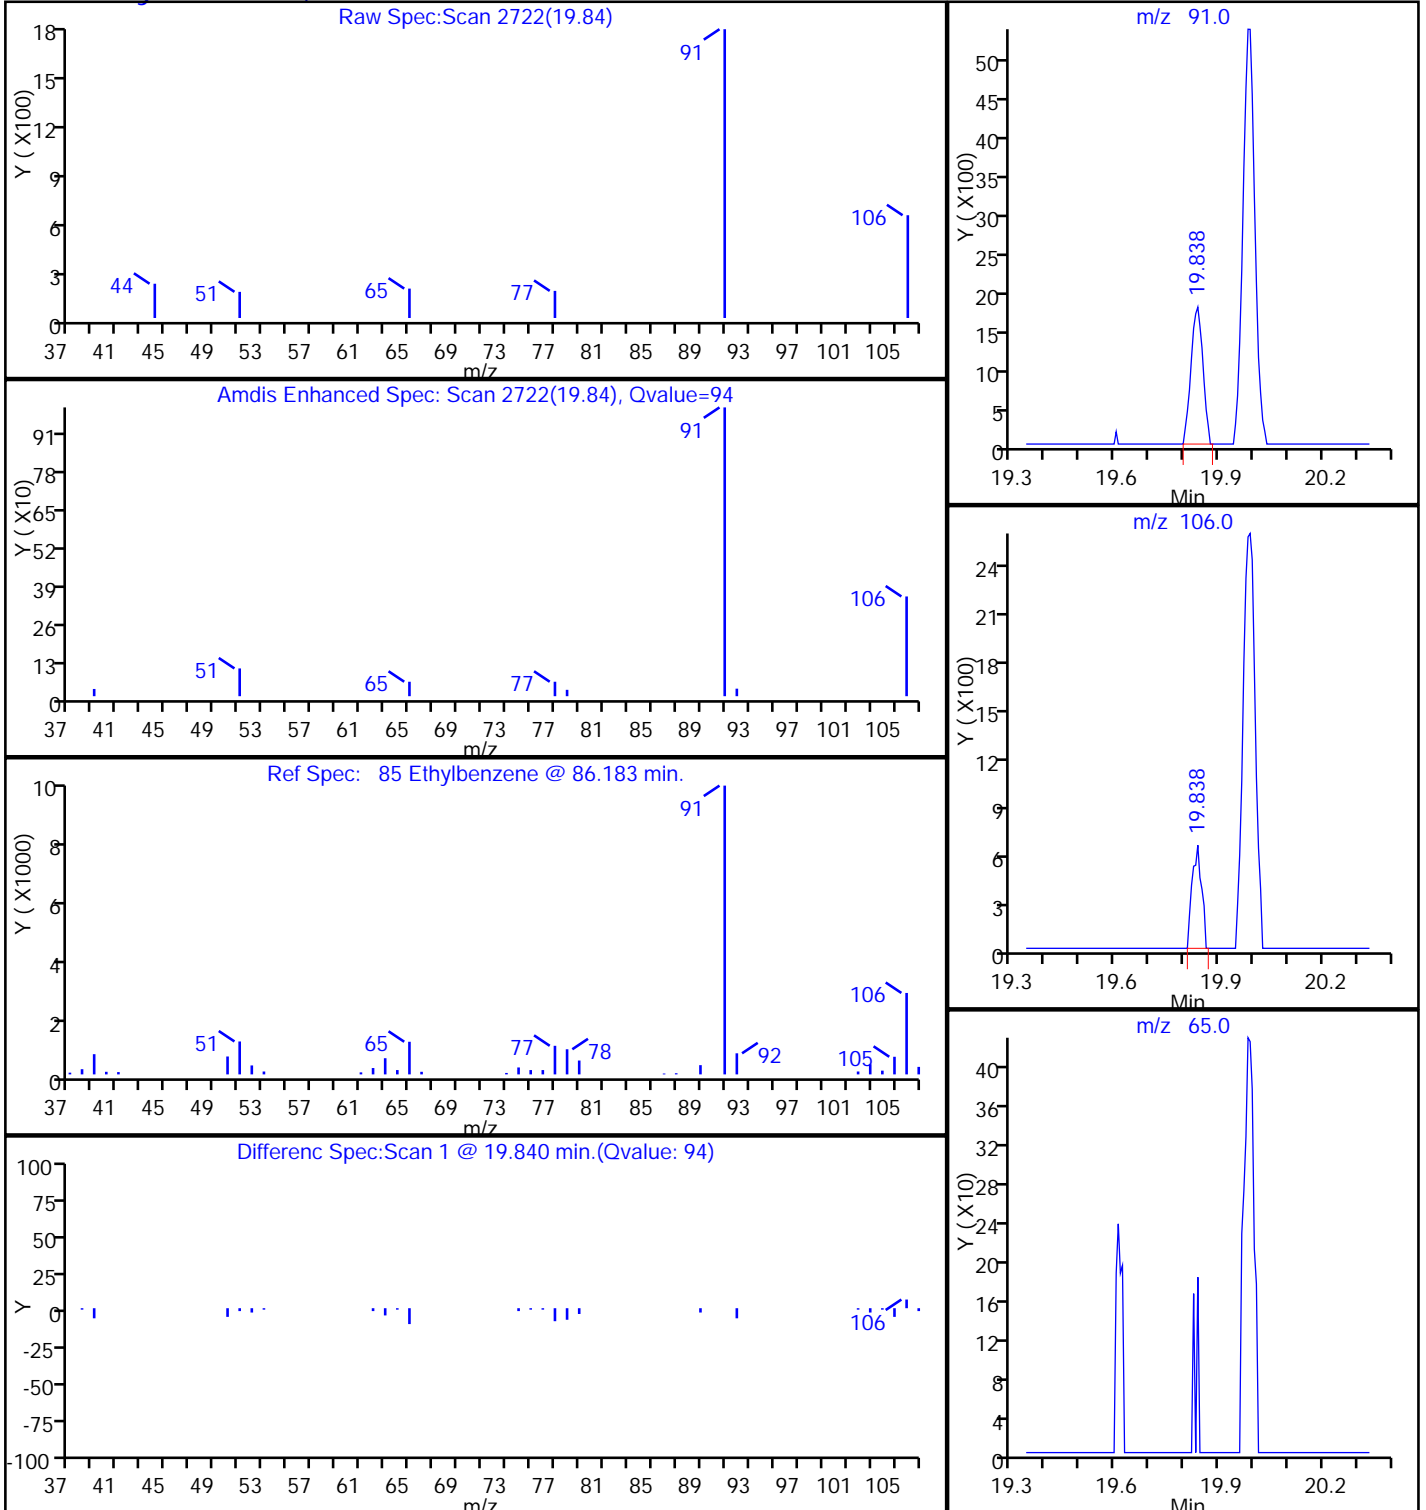 Raw Spec:Scan 2722(19.84)
Y ( X100)
18
15
12
9
6
3
0
91
106
44
51
65
77
37 41 45 49 53 57 61 65 69 73 77 81 85 89 93 97 101 105
m/z
Amdis Enhanced Spec: Scan 2722(19.84), Qvalue=94
Y ( X10)
91
78
65
52
39
26
13
0
91
106
51
65
77
37 41 45 49 53 57 61 65 69 73 77 81 85 89 93 97 101 105
m/z
Ref Spec: 85 Ethylbenzene @ 86.183 min.
Y ( X1000)
10
8
6
4
2
0
91
106
51
65
77
78
92
105
37 41 45 49 53 57 61 65 69 73 77 81 85 89 93 97 101 105
m/z
Differenc Spec:Scan 1 @ 19.840 min.(Qvalue: 94)
Y
100
75
50
25
0
-25
-50
-75
-100
106
37 41 45 49 53 57 61 65 69 73 77 81 85 89 93 97 101 105
m/z
m/z 91.0
Y ( X100)
50
45
40
35
30
25
20
15
10
5
0
19.838
19.3 19.6 19.9 20.2
Min
m/z 106.0
Y ( X100)
24
21
18
15
12
9
6
3
0
19.838
19.3 19.6 19.9 20.2
Min
m/z 65.0
Y ( X10)
40
36
32
28
24
20
16
12
8
4
0
19.3 19.6 19.9 20.2
Min